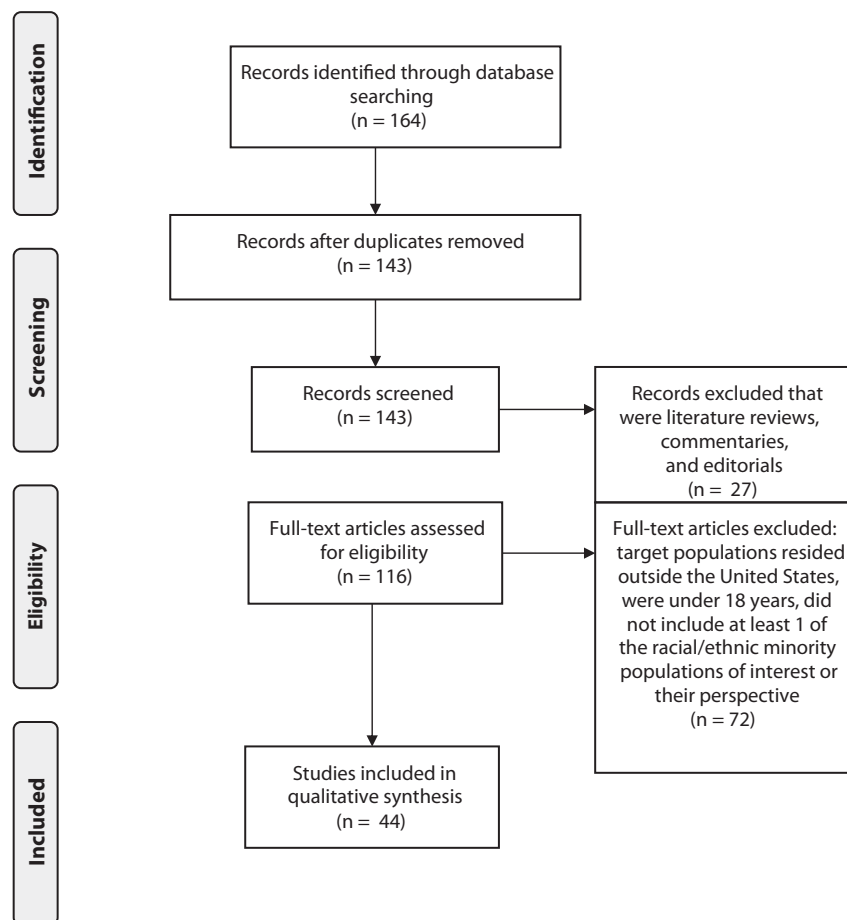 Identification
Records identified through database
searching
(n = 164)
Records after duplicates removed
(n = 143)
Screening
Records screened
(n = 143)
Records excluded that
were literature reviews,
commentaries,
and editorials
(n = 27)
Eligibility
Full-text articles assessed
for eligibility
(n = 116)
Full-text articles excluded:
target populations resided
outside the United States,
were under 18 years, did
not include at least 1 of
the racial/ethnic minority
populations of interest or
their perspective
(n = 72)
Included
Studies included in
qualitative synthesis
(n = 44)